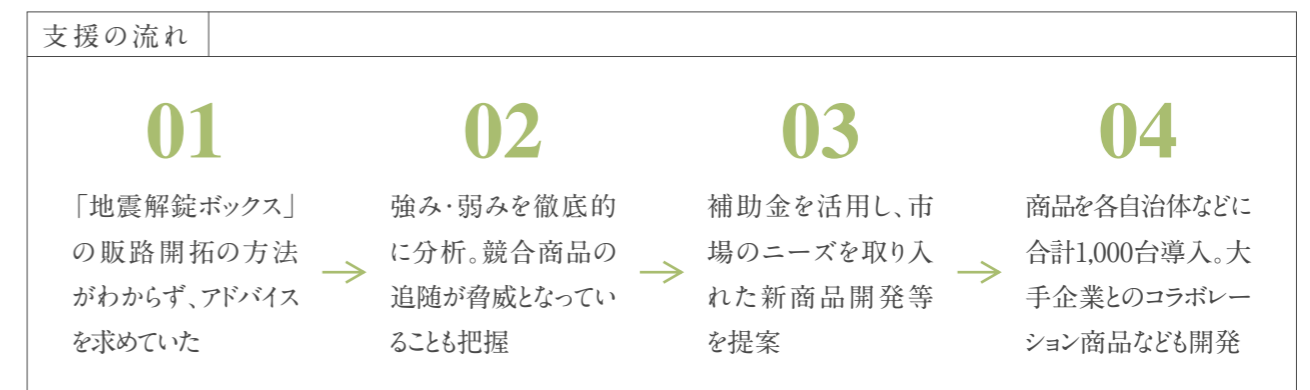 支援の流れ
01
「地震解錠ボックス」
の販路開拓の方法
がわからず、アドバイス
を求めていた
02
強み・弱みを徹底的
に分析。競合商品の
追随が脅威となってい
ることも把握
03
補助金を活用し、市
場のニーズを取り入
れた新商品開発等
を提案
04
商品を各自治体などに
合計1,000台導入。大
手企業とのコラボレー
ション商品なども開発